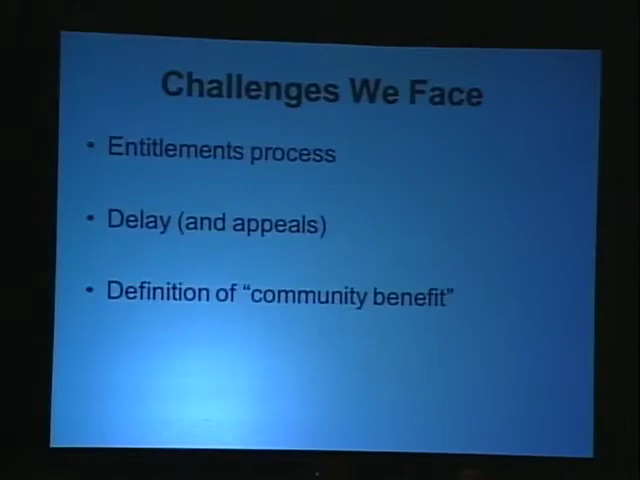 Challenges We Face
• Entitlements process
• Delay (and appeals)
• Definition of “community benefit”